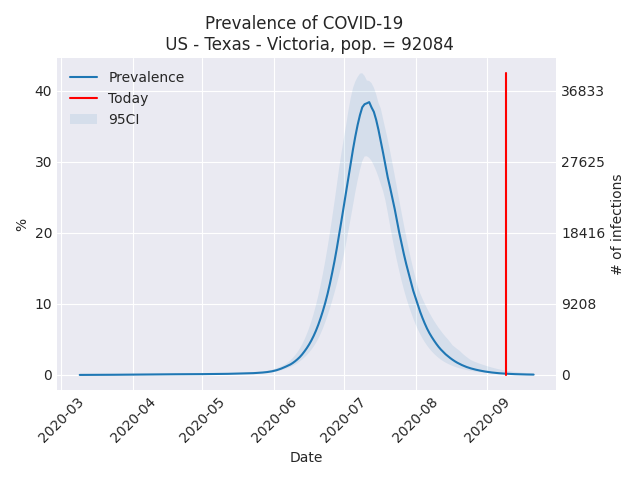 Prevalence of COVID-19
US - Texas - Victoria, pop. = 92084
Prevalence
Today
95CI
40
30
20
10
0
%
36833
27625
18416
9208
0
# of infections
2020-03
2020-04
2020-05
2020-06
2020-07
2020-08
2020-09
Date